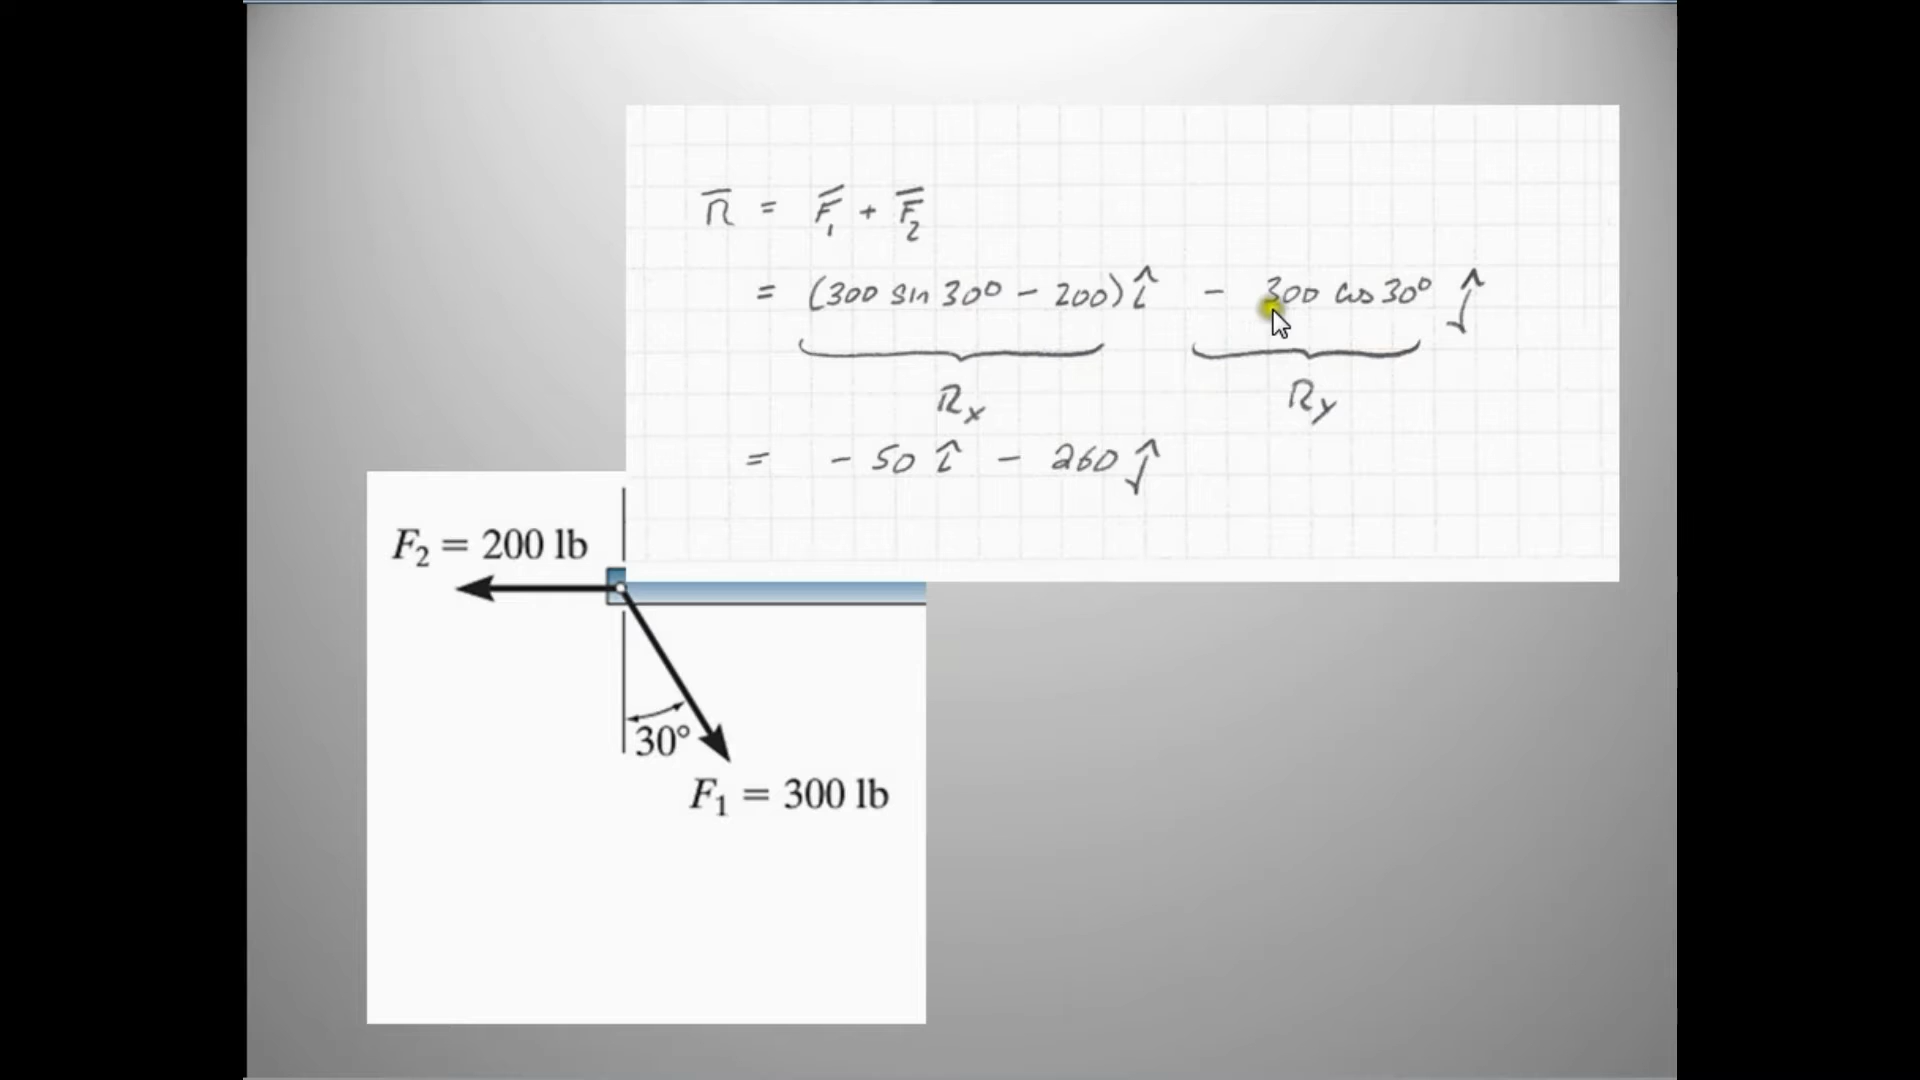 R̄ = F̄₁ + F̄₂
= (300 sin 30° - 200) î - 300 cos 30° ĵ
Rx Ry
= - 50 î - 260 ĵ
F₂ = 200 lb
30°
F₁ = 300 lb